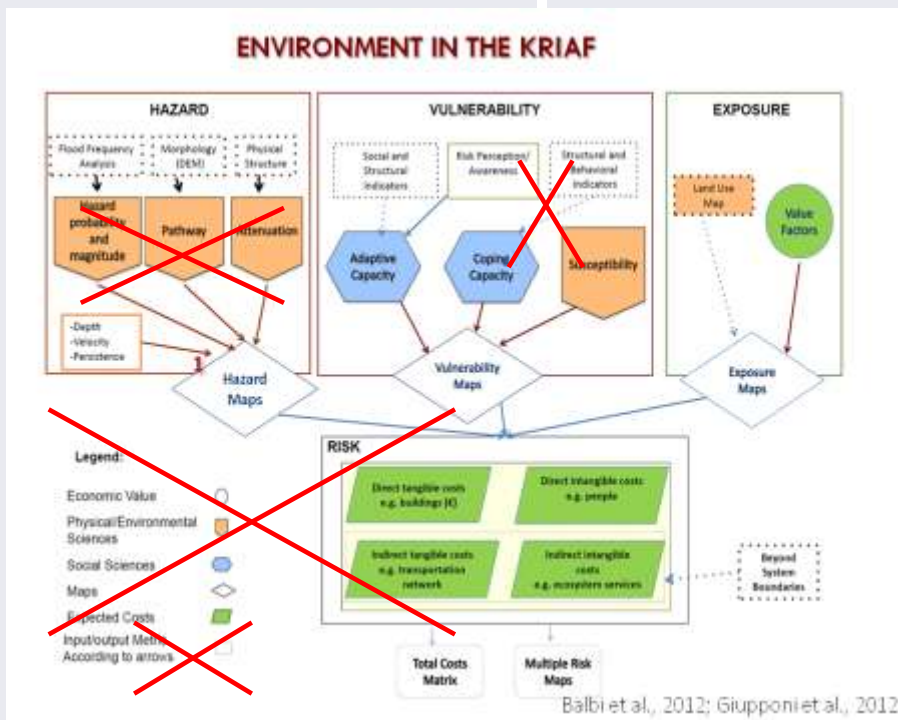 ENVIRONMENT IN THE KRIAF
HAZARD
Flood Frequency
Analysis
Morphology
(DEM)
Physical
Structure
Hazard
probability
and
magnitude
Pathway
Attenuation
-Depth
-Velocity
-Persistence
1
Hazard
Maps
VULNERABILITY
Social and
Structural
Indicators
Risk Perception/
Awareness
Structural and
Behavioral
Indicators
Adaptive
Capacity
Coping
Capacity
Susceptibility
Vulnerability
Maps
EXPOSURE
Land Use
Map
Value
Factors
Exposure
Maps
RISK
Direct tangible costs
e.g. buildings (€)
Direct intangible costs
e.g. people
Indirect tangible costs
e.g. transportation
network
Indirect intangible
costs
e.g. ecosystem services
Beyond
System
Boundaries
Total Costs
Matrix
Multiple Risk
Maps
Legend:
Economic Value
Physical/Environmental
Sciences
Social Sciences
Maps
Expected Costs
Input/output Metric
According to arrows
Balbi et al., 2012; Giupponi et al., 2012